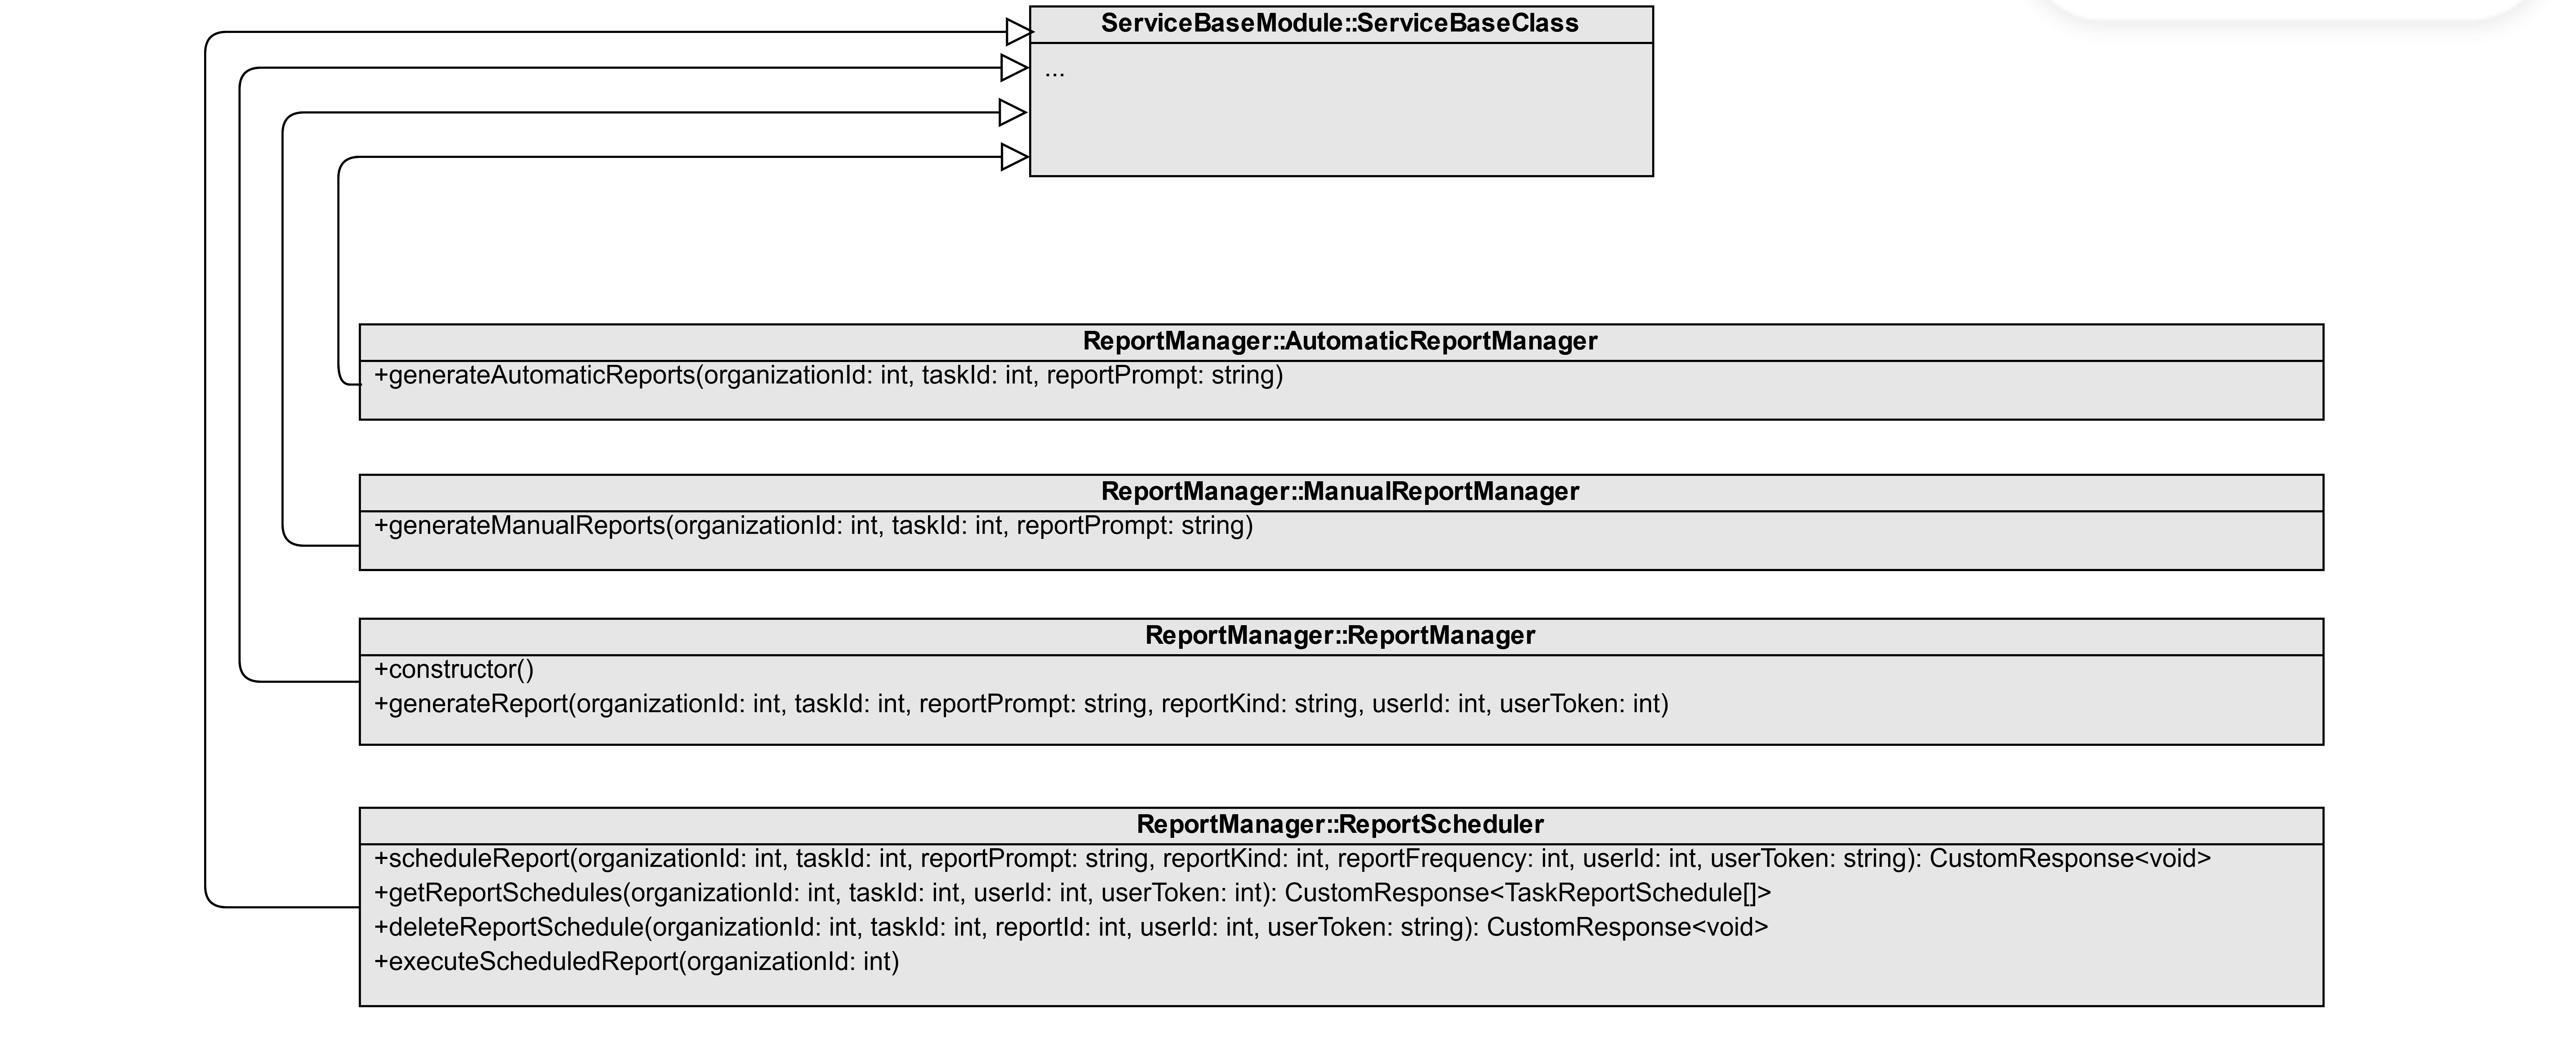 ServiceBaseModule::ServiceBaseClass
...
ReportManager::AutomaticReportManager
+generateAutomaticReports(organizationId: int, taskId: int, reportPrompt: string)
ReportManager::ManualReportManager
+generateManualReports(organizationId: int, taskId: int, reportPrompt: string)
ReportManager::ReportManager
+constructor()
+generateReport(organizationId: int, taskId: int, reportPrompt: string, reportKind: string, userId: int, userToken: int)
ReportManager::ReportScheduler
+scheduleReport(organizationId: int, taskId: int, reportPrompt: string, reportKind: int, reportFrequency: int, userId: int, userToken: string): CustomResponse<void>
+getReportSchedules(organizationId: int, taskId: int, userId: int, userToken: int): CustomResponse<TaskReportSchedule[]>
+deleteReportSchedule(organizationId: int, taskId: int, reportId: int, userId: int, userToken: string): CustomResponse<void>
+executeScheduledReport(organizationId: int)